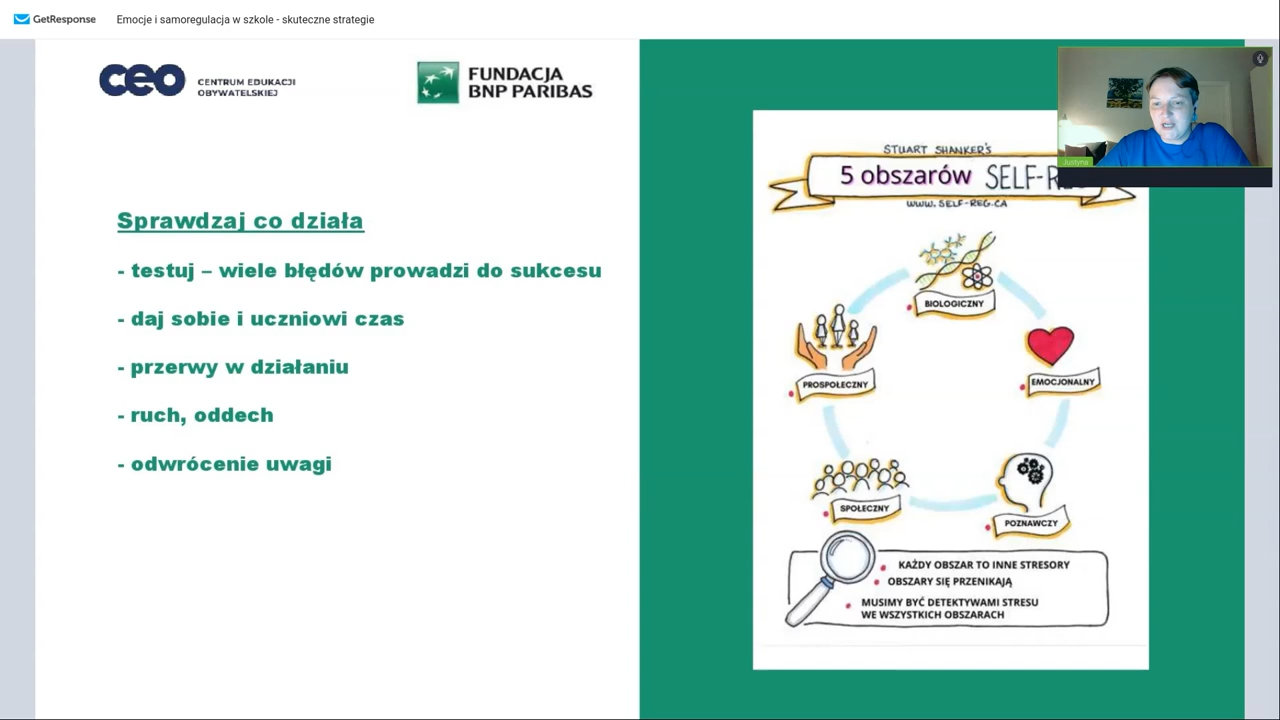 GetResponse
Emocje i samoregulacja w szkole - skuteczne strategie
ceo
CENTRUM EDUKACJI
OBYWATELSKIEJ
FUNDACJA
BNP PARIBAS
Sprawdzaj co działa
- testuj – wiele błędów prowadzi do sukcesu
- daj sobie i uczniowi czas
- przerwy w działaniu
- ruch, oddech
- odwrócenie uwagi
Justyna
STUART SHANKER'S
5 obszarów SELF-
WWW.SELF-REG.CA
BIOLOGICZNY
PROSPOŁECZNY
EMOCJONALNY
SPOŁECZNY
POZNAWCZY
KAŻDY OBSZAR TO INNE STRESORY
OBSZARY SIĘ PRZENIKAJĄ
MUSIMY BYĆ DETEKTYWAMI STRESU
WE WSZYSTKICH OBSZARACH